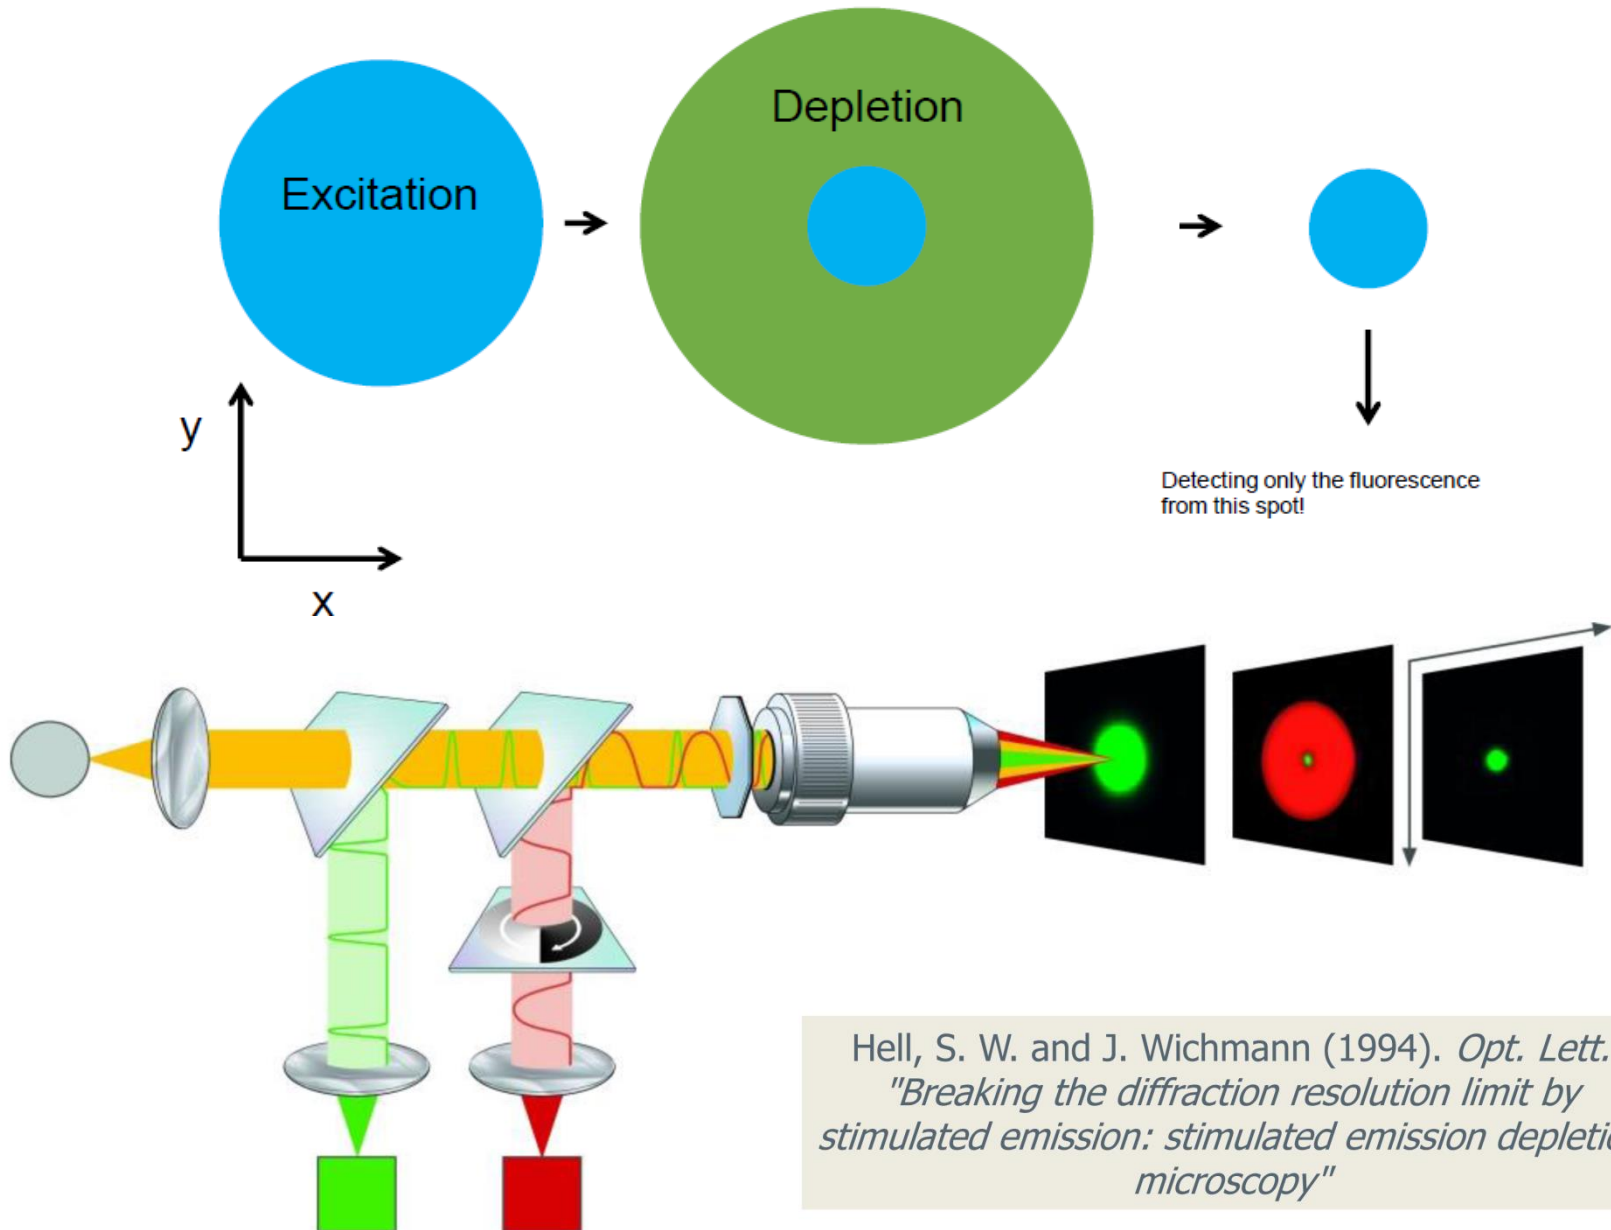 Depletion
Excitation
y
x
Detecting only the fluorescence
from this spot!
Hell, S. W. and J. Wichmann (1994). Opt. Lett.
"Breaking the diffraction resolution limit by
stimulated emission: stimulated emission depletio
microscopy"